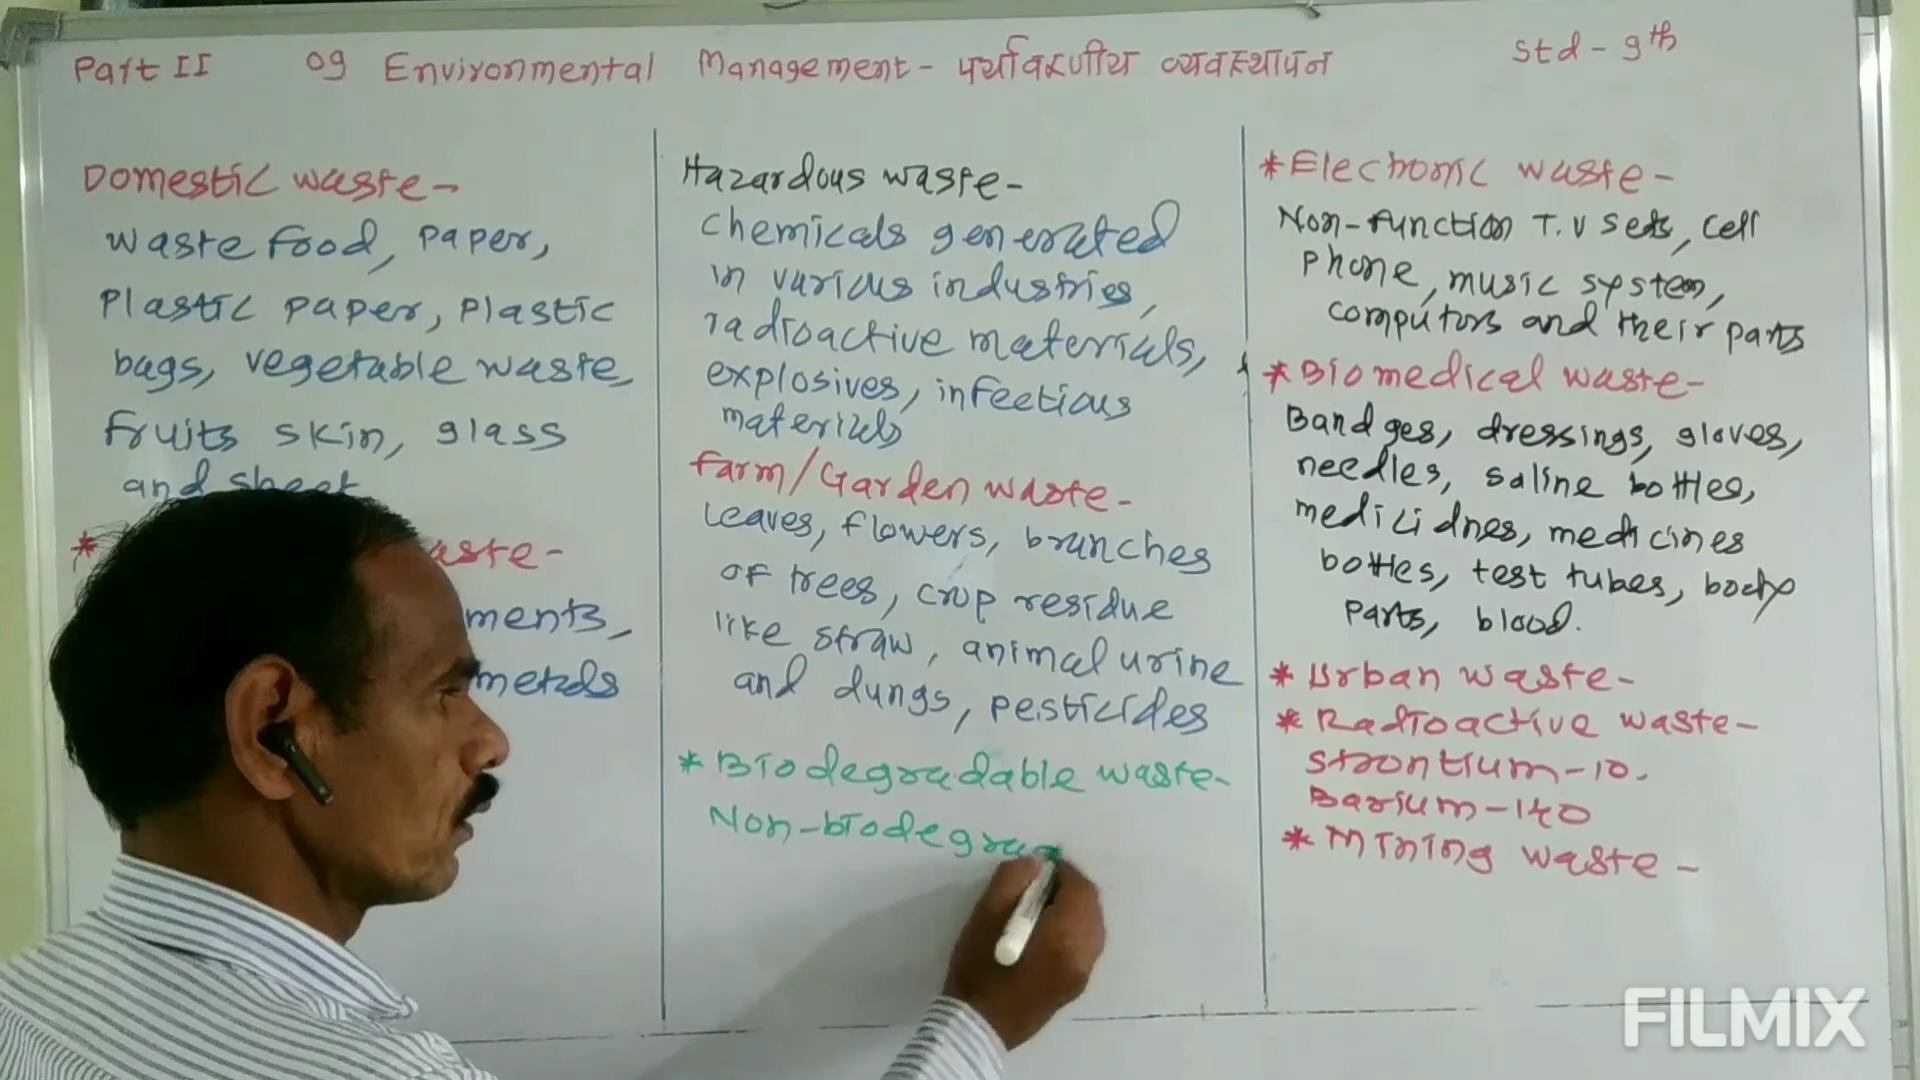 Part II 09 Environmental Management - पर्यावरणीय व्यवस्थापन Std - 9th
Domestic waste -
waste food, paper,
plastic paper, plastic
bags, vegetable waste,
fruits skin, glass
and sheet
* aste -
ments,
metals
Hazardous waste -
chemicals generated
in various industries,
radioactive materials,
explosives, infectious
materials
Farm/Garden waste -
leaves, flowers, branches
of trees, crop residue
like straw, animal urine
and dungs, pesticides
* Biodegradable waste -
Non-biodegra
* Electronic waste -
Non-function T.V sets, cell
phone, music system,
computors and their parts
* Biomedical waste -
Bandges, dressings, gloves,
needles, saline bottles,
medicidnes, medicines
bottles, test tubes, body
parts, blood.
* Urban waste -
* Radioactive waste -
strontium-10.
Barium-140
* Mining waste -
FILMIX